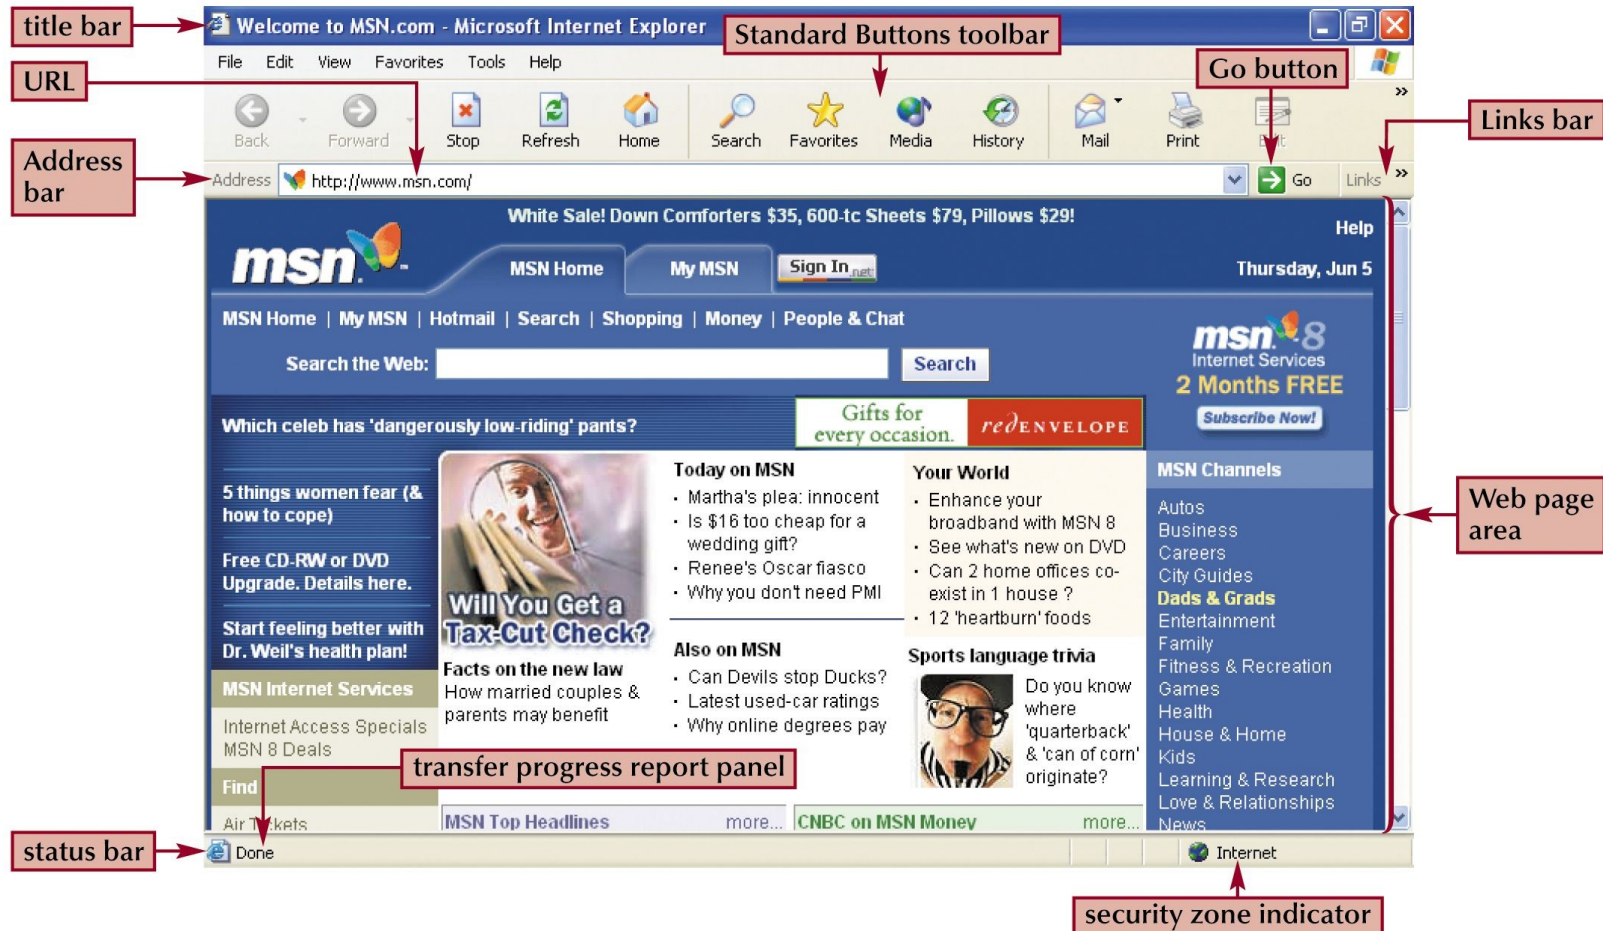 title bar
Welcome to MSN.com - Microsoft Internet Explorer
Standard Buttons toolbar
File Edit View Favorites Tools Help
URL
Go button
Back Forward Stop Refresh Home Search Favorites Media History Mail Print Edit
»
Links bar
Address bar
Address http://www.msn.com/ Go Links »
White Sale! Down Comforters $35, 600-tc Sheets $79, Pillows $29!
Help
msn
MSN Home My MSN Sign In .net
Thursday, Jun 5
MSN Home | My MSN | Hotmail | Search | Shopping | Money | People & Chat
Search the Web: Search
msn 8
Internet Services
2 Months FREE
Subscribe Now!
Which celeb has 'dangerously low-riding' pants?
Gifts for
every occasion.
redENVELOPE
5 things women fear (&
how to cope)
Free CD-RW or DVD
Upgrade. Details here.
Start feeling better with
Dr. Weil's health plan!
MSN Internet Services
Internet Access Specials
MSN 8 Deals
Find
Air Tickets
Will You Get a
Tax-Cut Check?
Facts on the new law
How married couples &
parents may benefit
Today on MSN
· Martha's plea: innocent
· Is $16 too cheap for a
wedding gift?
· Renee's Oscar fiasco
· Why you don't need PMI
Also on MSN
· Can Devils stop Ducks?
· Latest used-car ratings
· Why online degrees pay
Your World
· Enhance your
broadband with MSN 8
· See what's new on DVD
· Can 2 home offices co-
exist in 1 house ?
· 12 'heartburn' foods
Sports language trivia
Do you know
where
'quarterback'
& 'can of corn'
originate?
MSN Channels
Autos
Business
Careers
City Guides
Dads & Grads
Entertainment
Family
Fitness & Recreation
Games
Health
House & Home
Kids
Learning & Research
Love & Relationships
News
Web page
area
transfer progress report panel
MSN Top Headlines more...
CNBC on MSN Money more...
status bar
Done
Internet
security zone indicator